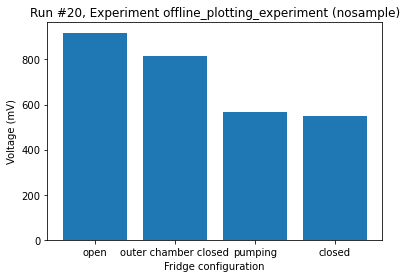 Run #20, Experiment offline_plotting_experiment (nosample)
Voltage (mV)
800
600
400
200
0
open outer chamber closed pumping closed
Fridge configuration